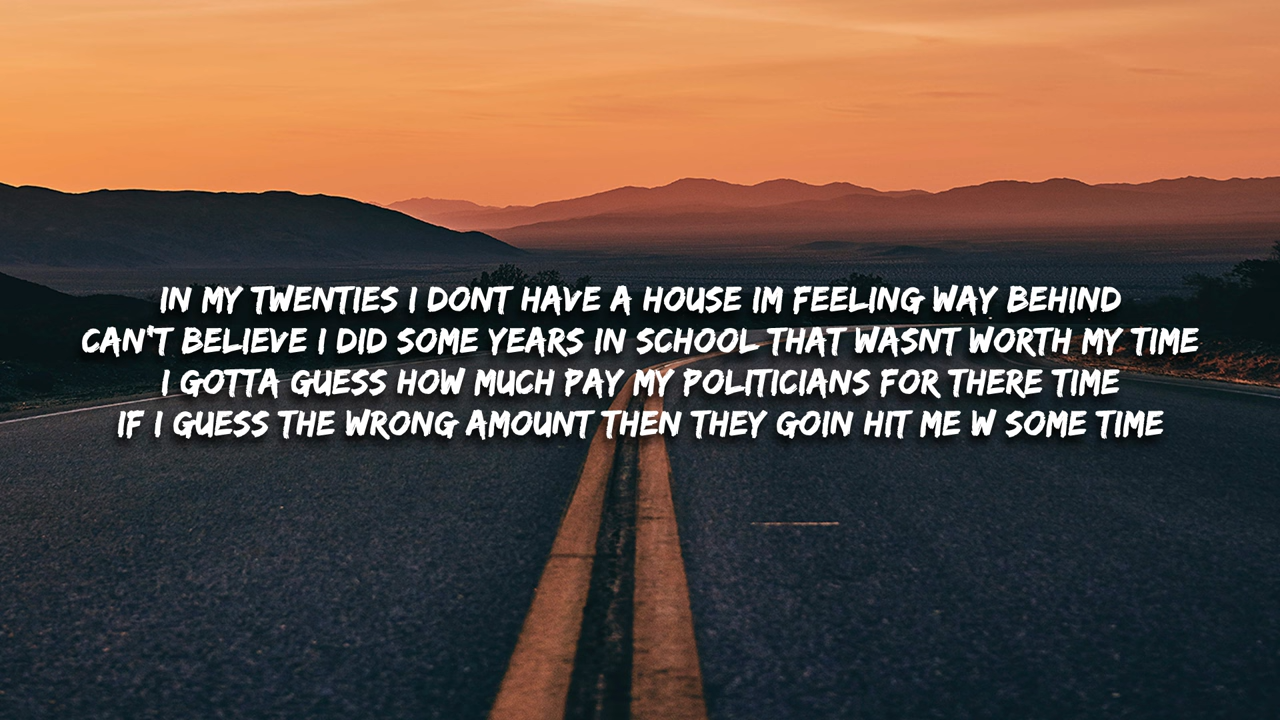 IN MY TWENTIES I DONT HAVE A HOUSE IM FEELING WAY BEHIND
CAN'T BELIEVE I DID SOME YEARS IN SCHOOL THAT WASNT WORTH MY TIME
I GOTTA GUESS HOW MUCH PAY MY POLITICIANS FOR THERE TIME
IF I GUESS THE WRONG AMOUNT THEN THEY GOIN HIT ME W SOME TIME